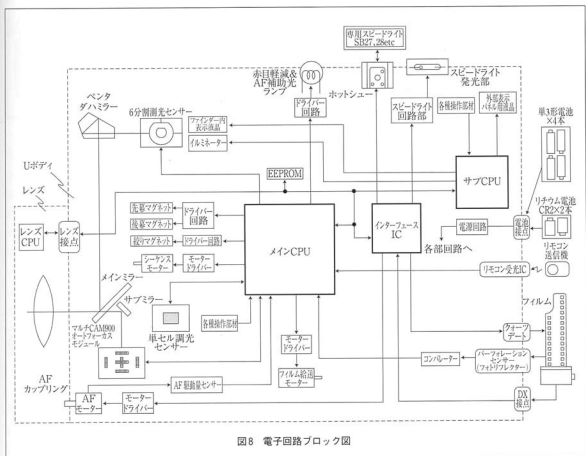 専用スピードライト
SB27,28etc
赤目軽減&
AF補助光
ランプ
ホットシュー
スピードライト
発光部
ペンタ
ダハミラー
6分割測光センサー
ドライバー
回路
スピードライト
回路部
各種操作部材
外部表示
パネル用液晶
単3形電池
×4本
ファインダー内
表示液晶
イルミネーター
サブCPU
Uボディ
レンズ
EEPROM
リチウム電池
CR2×2本
レンズ
CPU
レンズ
接点
先幕マグネット
後幕マグネット
ドライバー
回路
絞りマグネット
ドライバー回路
シーケンス
モーター
モーター
ドライバー
メインCPU
インターフェース
IC
電源回路
電池
接点
各部回路へ
リモコン
送信機
リモコン受光IC
メインミラー
サブミラー
マルチCAM900
オートフォーカス
モジュール
単セル調光
センサー
各種操作部材
フィルム
クォーツ
デート
モーター
ドライバー
コンパレーター
パーフォレーション
センサー
(フォトリフレクター)
フィルム給送
モーター
AF
カップリング
AF駆動量センサー
AF
モーター
モーター
ドライバー
DX
接点
図8 電子回路ブロック図